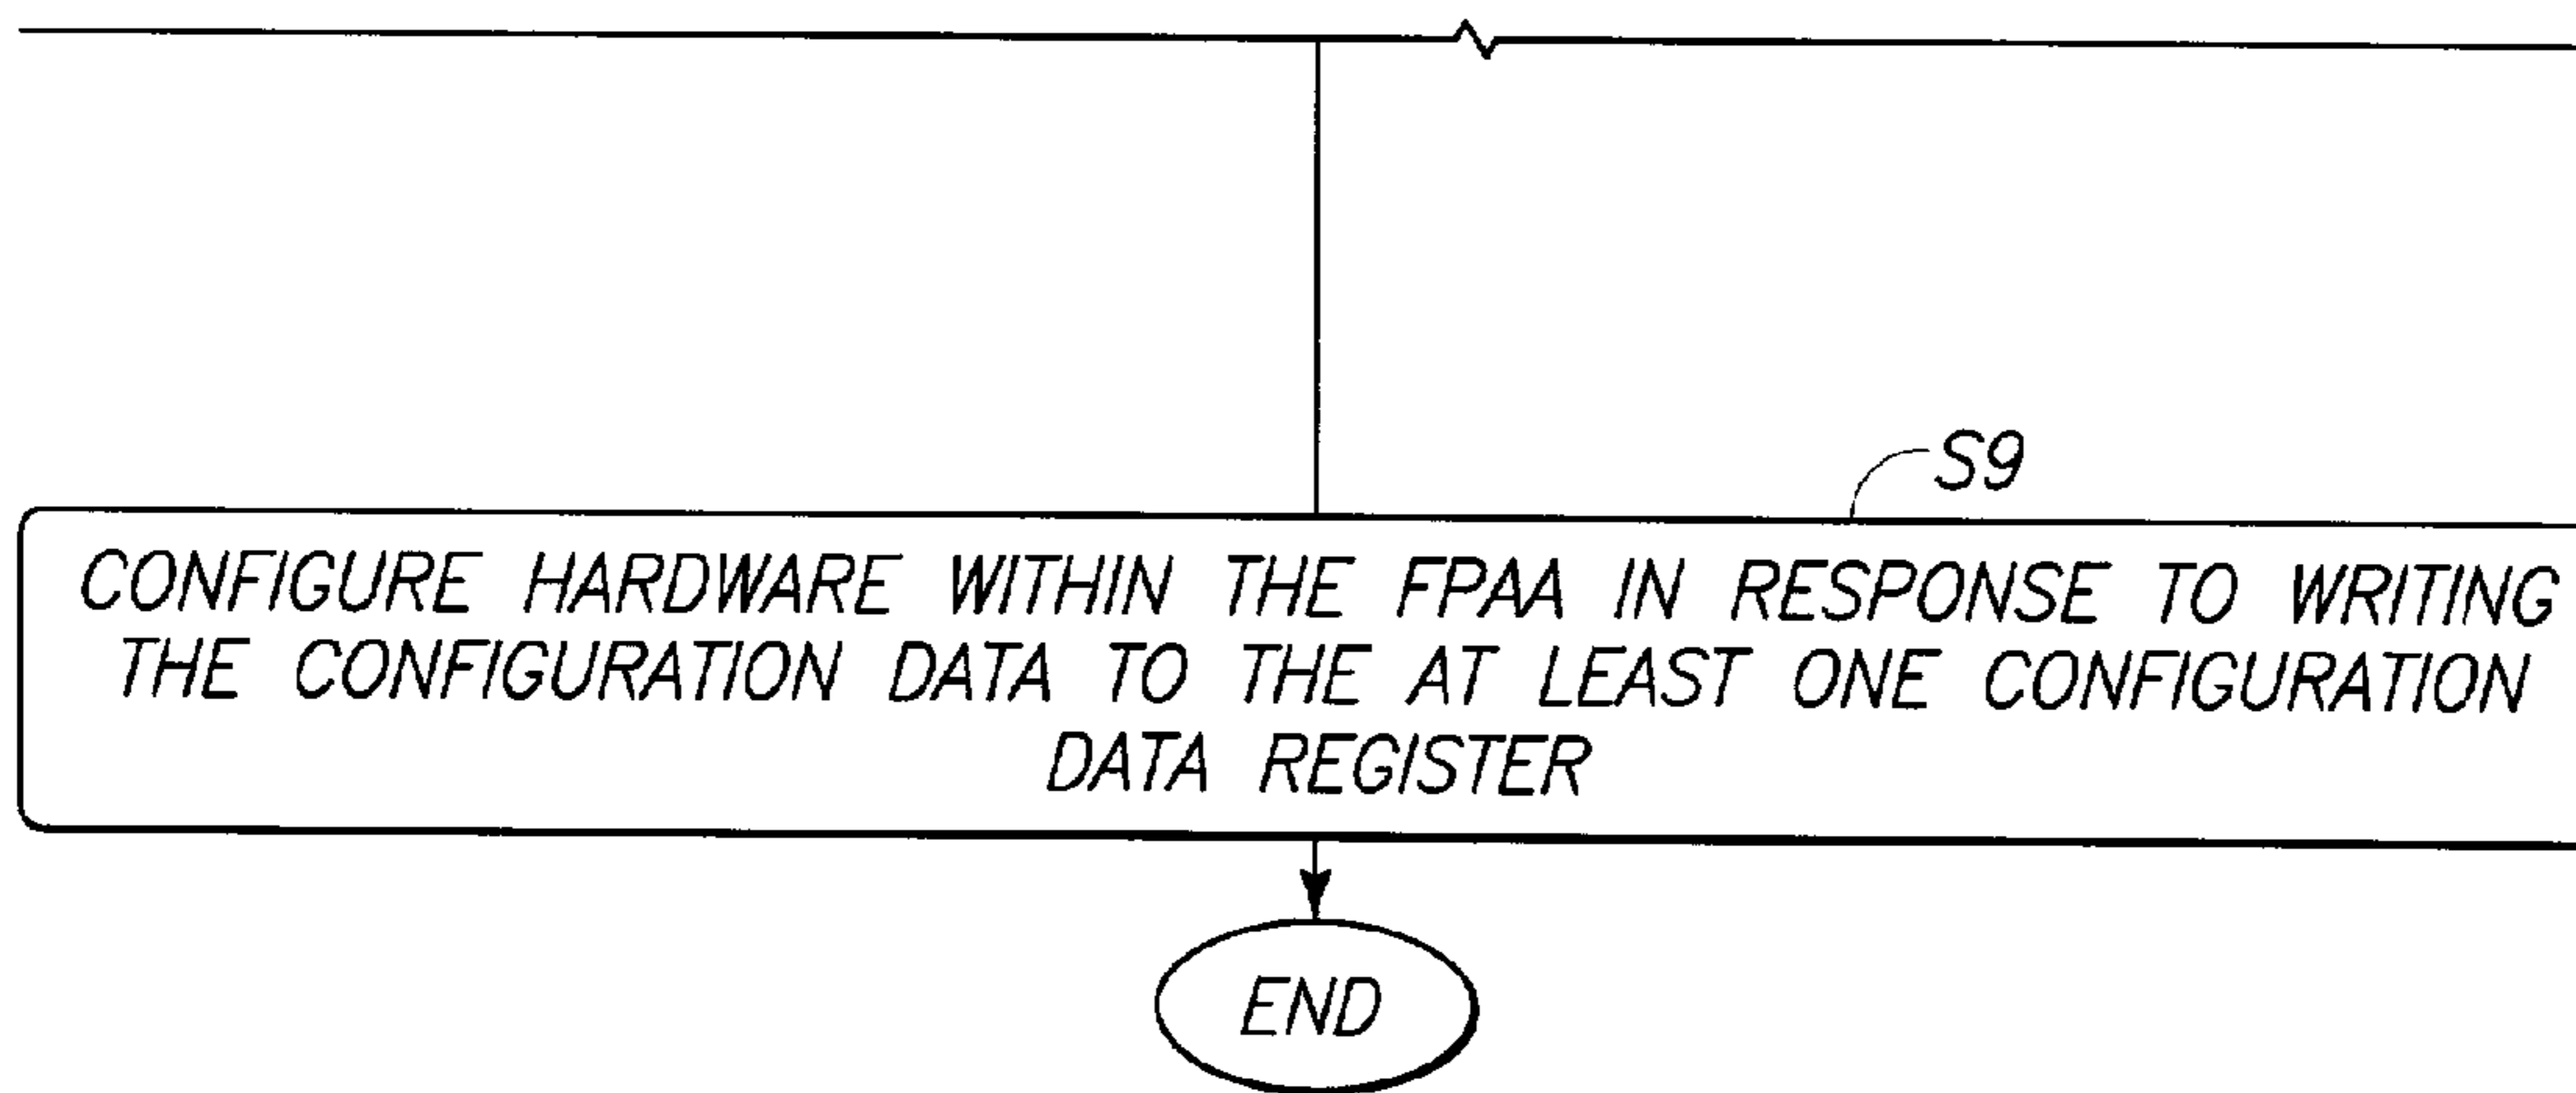 S9
CONFIGURE HARDWARE WITHIN THE FPAA IN RESPONSE TO WRITING
THE CONFIGURATION DATA TO THE AT LEAST ONE CONFIGURATION
DATA REGISTER
END